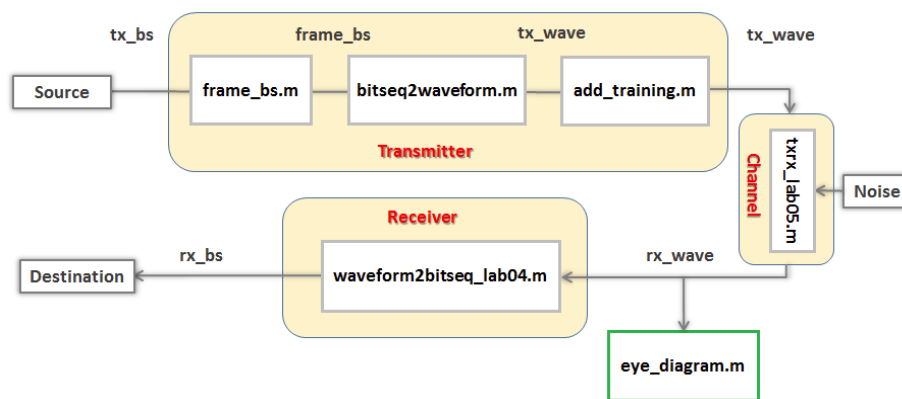 tx_bs
frame_bs
tx_wave
tx_wave
Source
frame_bs.m
bitseq2waveform.m
add_training.m
Transmitter
Channel
txrx_lab05.m
Noise
Receiver
rx_bs
rx_wave
Destination
waveform2bitseq_lab04.m
eye_diagram.m